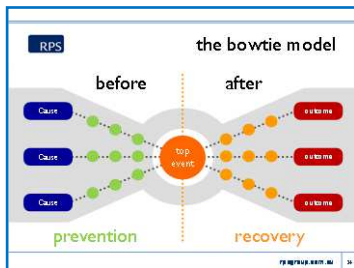 RPS
the bowtie model
before
after
Cause
outcome
Cause
top
event
outcome
Cause
outcome
prevention
recovery
rpsgroup.com.au